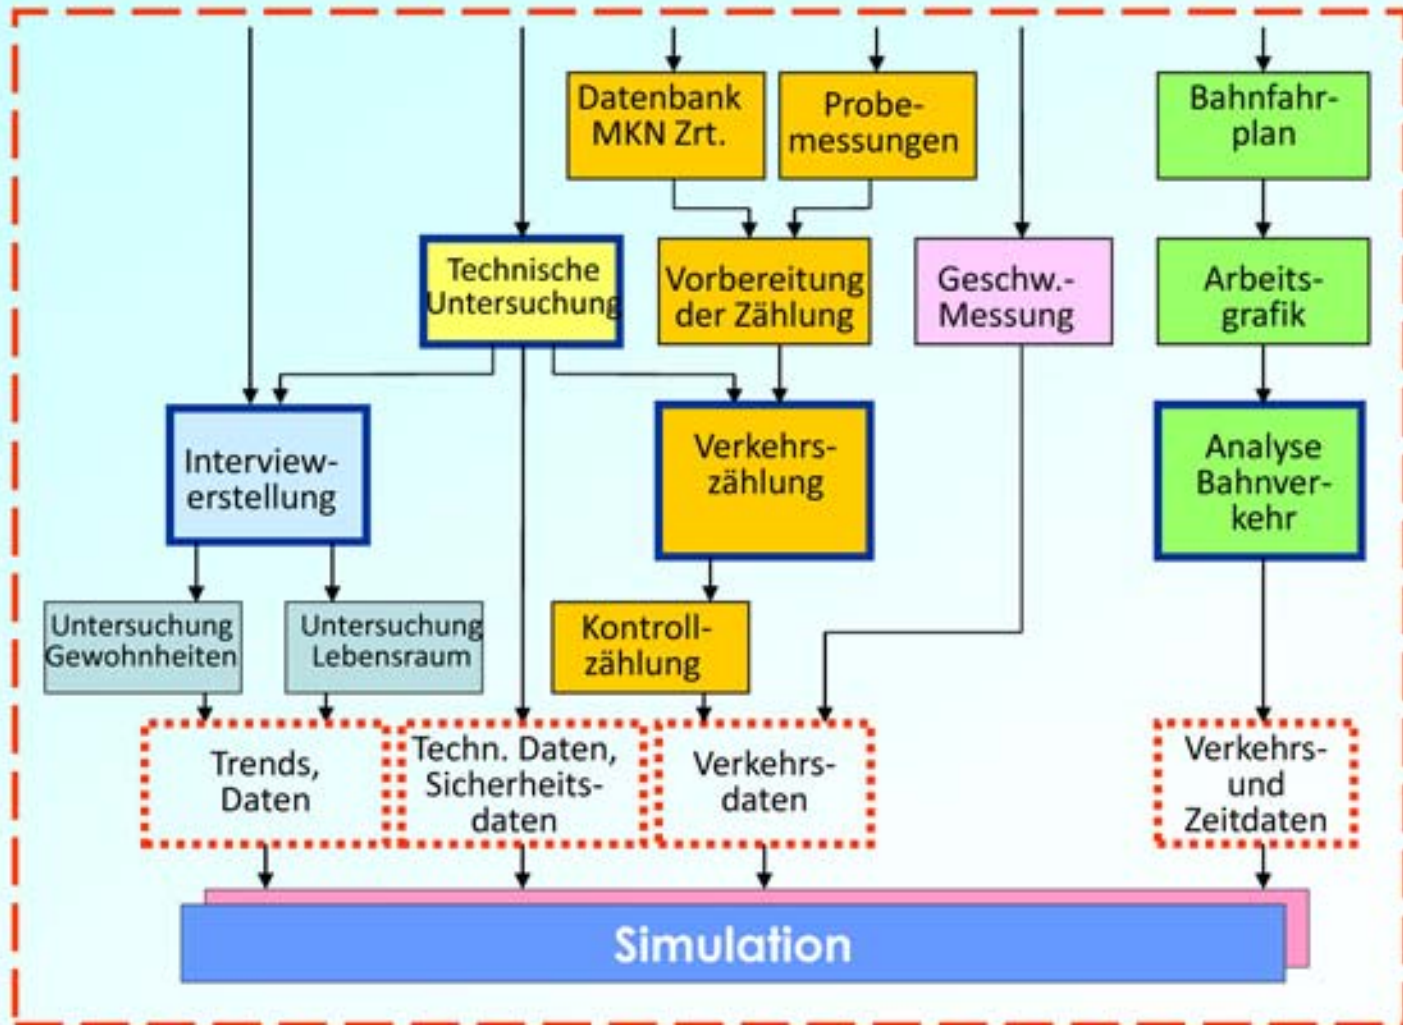 Datenbank
MKN Zrt.
Probe-
messungen
Bahnfahr-
plan
Technische
Untersuchung
Vorbereitung
der Zählung
Geschw.-
Messung
Arbeits-
grafik
Interview-
erstellung
Verkehrs-
zählung
Analyse
Bahnver-
kehr
Untersuchung
Gewohnheiten
Untersuchung
Lebensraum
Kontroll-
zählung
Trends,
Daten
Techn. Daten,
Sicherheits-
daten
Verkehrs-
daten
Verkehrs-
und
Zeitdaten
Simulation